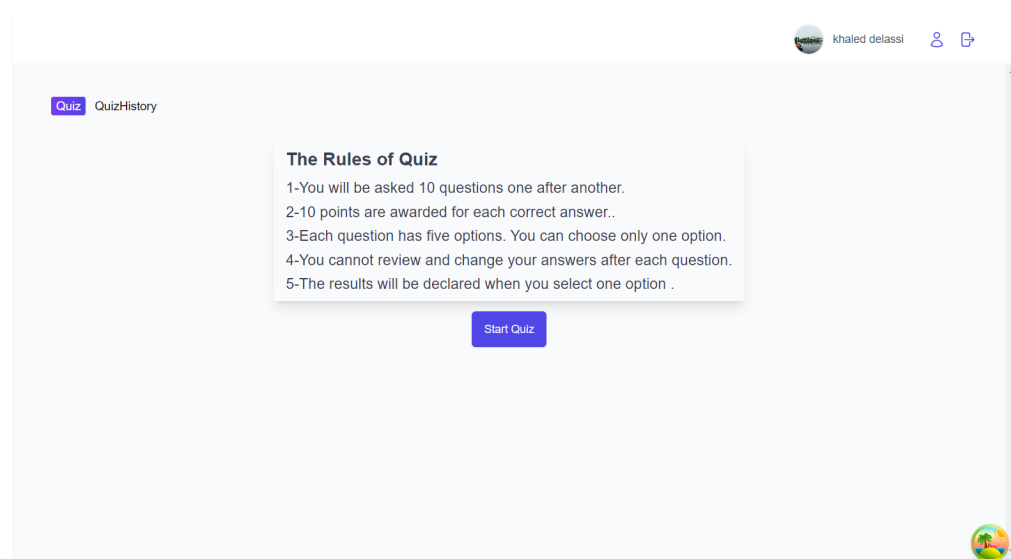 khaled delassi
Quiz QuizHistory
The Rules of Quiz
1-You will be asked 10 questions one after another.
2-10 points are awarded for each correct answer..
3-Each question has five options. You can choose only one option.
4-You cannot review and change your answers after each question.
5-The results will be declared when you select one option .
Start Quiz